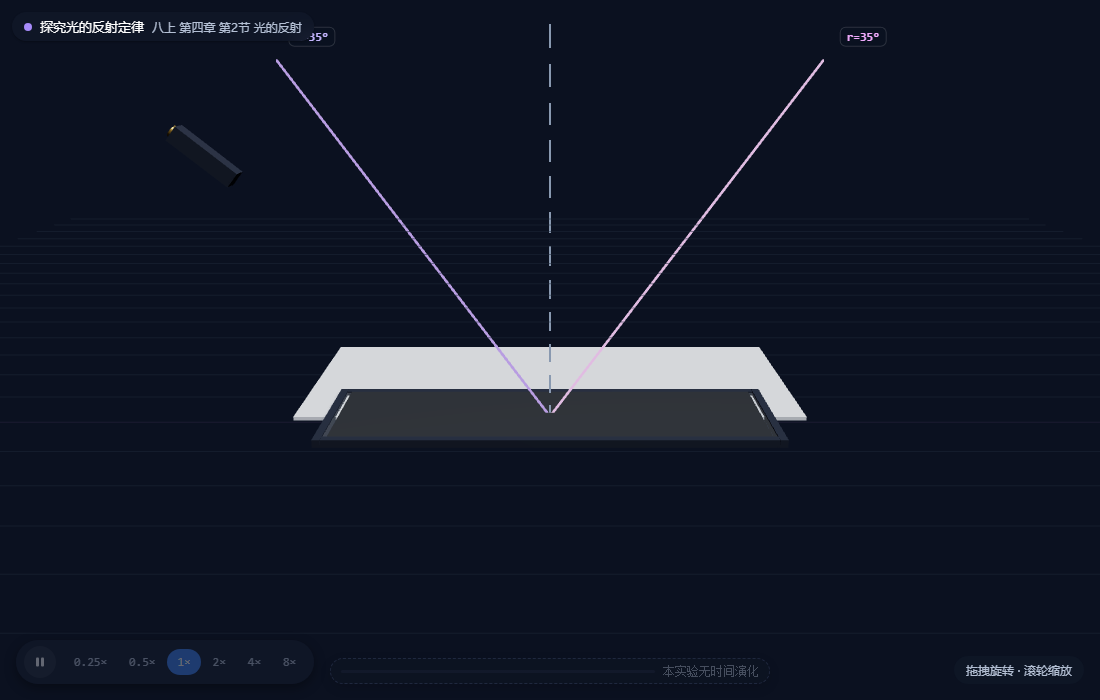 探究光的反射定律 八上 第四章 第2节 光的反射
35°
r=35°
0.25× 0.5× 1× 2× 4× 8×
本实验无时间演化
拖拽旋转 · 滚轮缩放